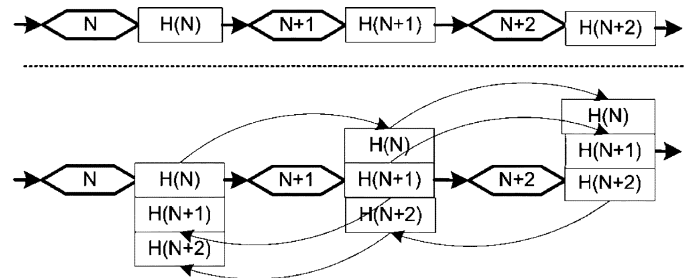 N H(N) N+1 H(N+1) N+2 H(N+2)
H(N)
H(N)
H(N+1)
N H(N) N+1 H(N+1) N+2 H(N+2)
H(N+1) H(N+2)
H(N+2)